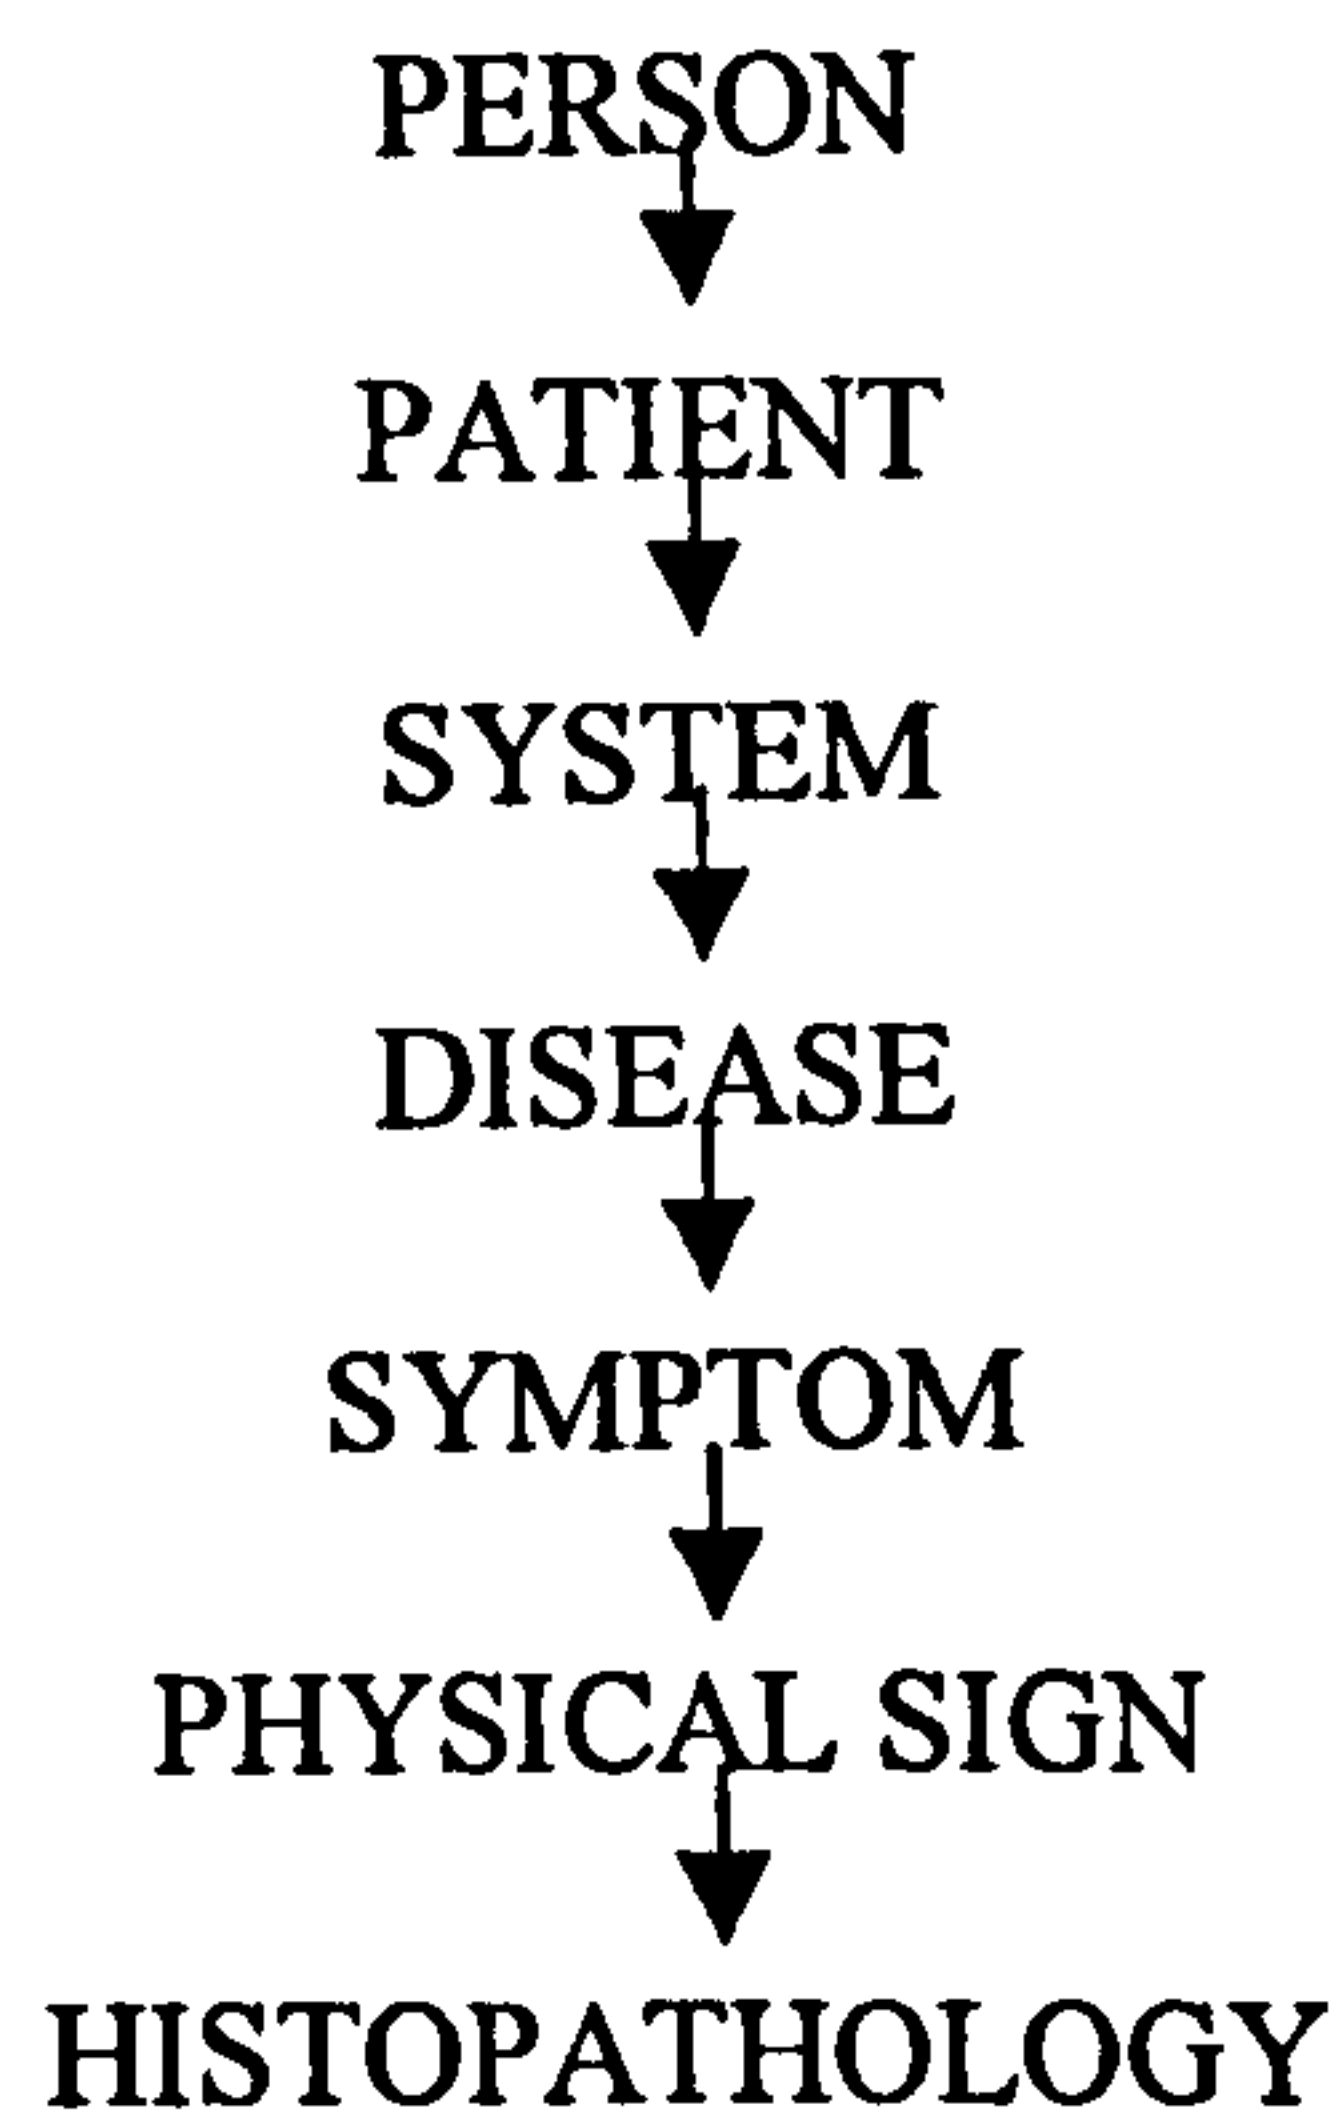 PERSON
PATIENT
SYSTEM
DISEASE
SYMPTOM
PHYSICAL SIGN
HISTOPATHOLOGY